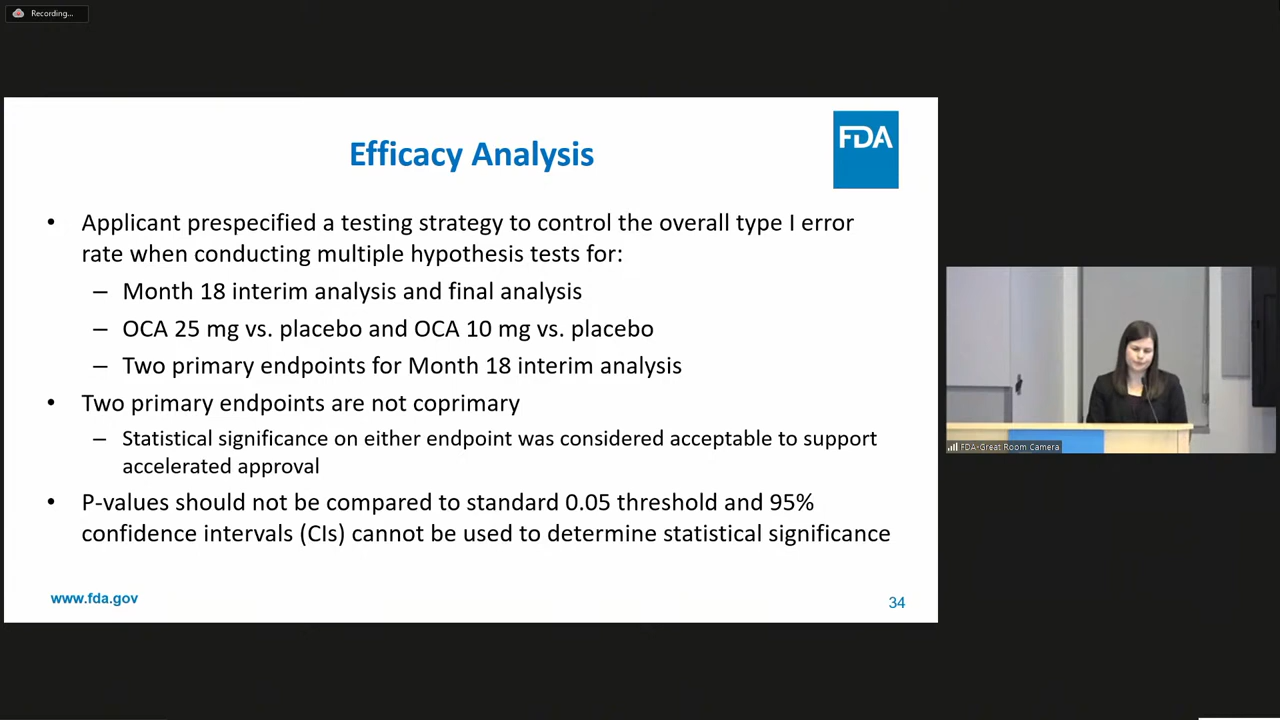 Recording...
FDA
Efficacy Analysis
• Applicant prespecified a testing strategy to control the overall type I error
rate when conducting multiple hypothesis tests for:
– Month 18 interim analysis and final analysis
– OCA 25 mg vs. placebo and OCA 10 mg vs. placebo
– Two primary endpoints for Month 18 interim analysis
• Two primary endpoints are not coprimary
– Statistical significance on either endpoint was considered acceptable to support
accelerated approval
• P-values should not be compared to standard 0.05 threshold and 95%
confidence intervals (CIs) cannot be used to determine statistical significance
www.fda.gov
34
FDA-Great Room Camera